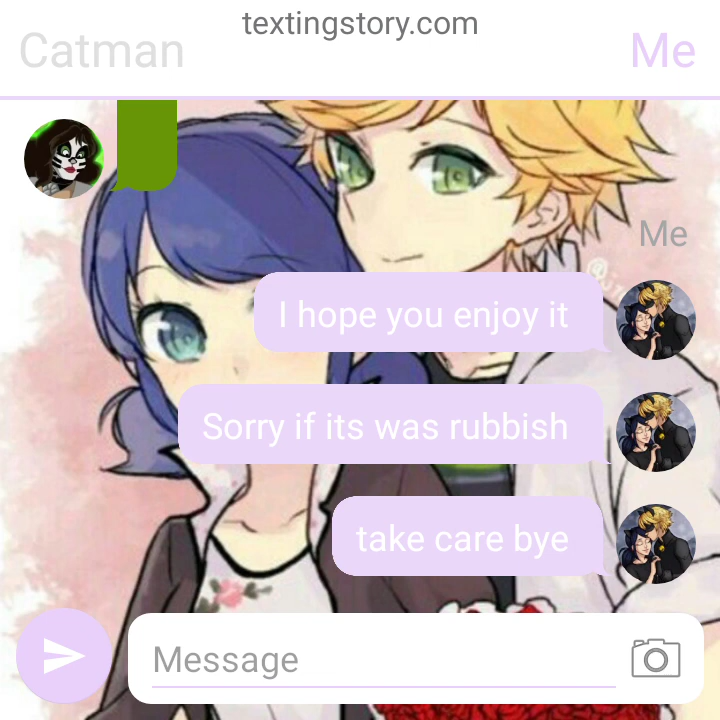 textingstory.com
Catman
Me
Me
I hope you enjoy it
Sorry if its was rubbish
take care bye
Message